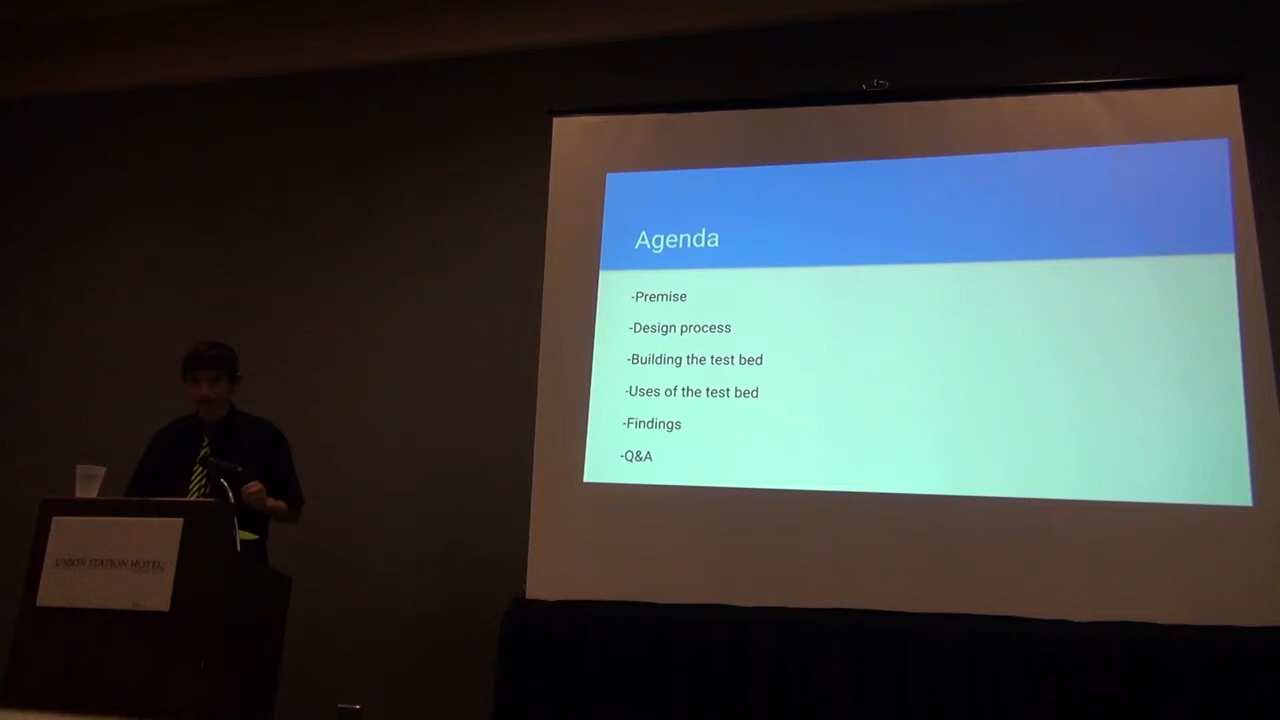 Agenda
-Premise
-Design process
-Building the test bed
-Uses of the test bed
-Findings
-Q&A
UNION STATION HOTEL